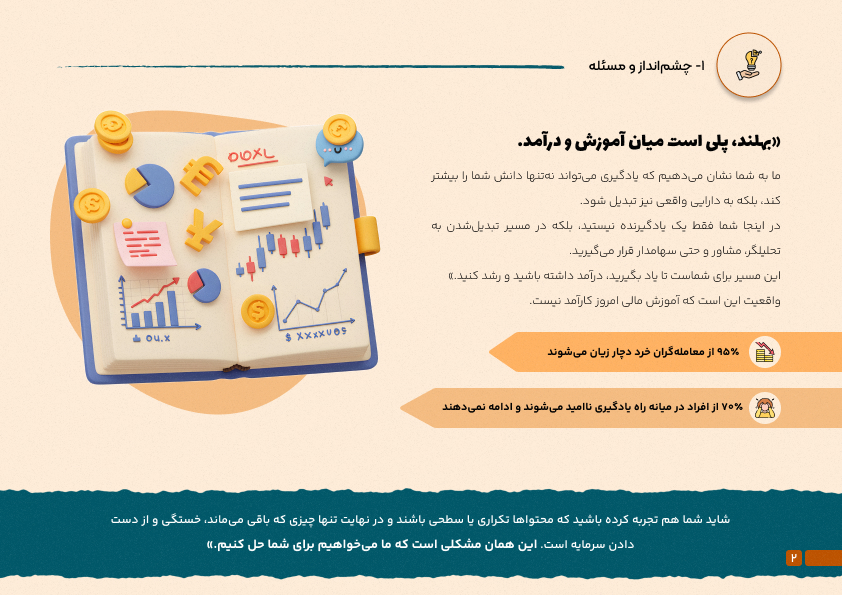 ۱- چشم‌انداز و مسئله
«بهلند، پلی است میان آموزش و درآمد.
ما به شما نشان می‌دهیم که یادگیری می‌تواند نه‌تنها دانش شما را بیشتر
کند، بلکه به دارایی واقعی نیز تبدیل شود.
در اینجا شما فقط یک یادگیرنده نیستید، بلکه در مسیر تبدیل‌شدن به
تحلیلگر، مشاور و حتی سهامدار قرار می‌گیرید.
این مسیر برای شماست تا یاد بگیرید، درآمد داشته باشید و رشد کنید.»
واقعیت این است که آموزش مالی امروز کارآمد نیست.
۹۵٪ از معامله‌گران خرد دچار زیان می‌شوند
۷۰٪ از افراد در میانه راه یادگیری ناامید می‌شوند و ادامه نمی‌دهند
شاید شما هم تجربه کرده باشید که محتواها تکراری یا سطحی باشند و در نهایت تنها چیزی که باقی می‌ماند، خستگی و از دست
دادن سرمایه است. این همان مشکلی است که ما می‌خواهیم برای شما حل کنیم.»
۲